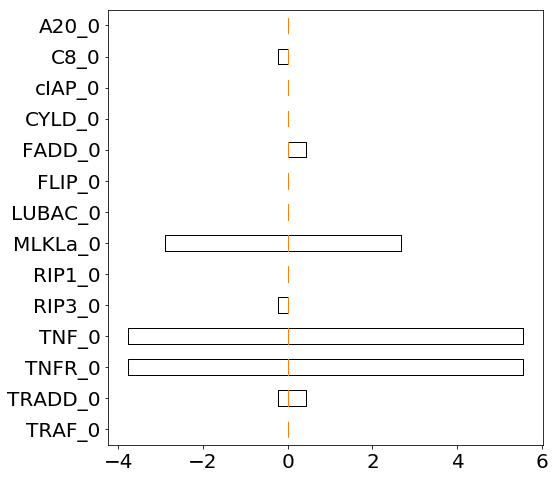 A20_0
C8_0
cIAP_0
CYLD_0
FADD_0
FLIP_0
LUBAC_0
MLKLa_0
RIP1_0
RIP3_0
TNF_0
TNFR_0
TRADD_0
TRAF_0
−4 −2 0 2 4 6